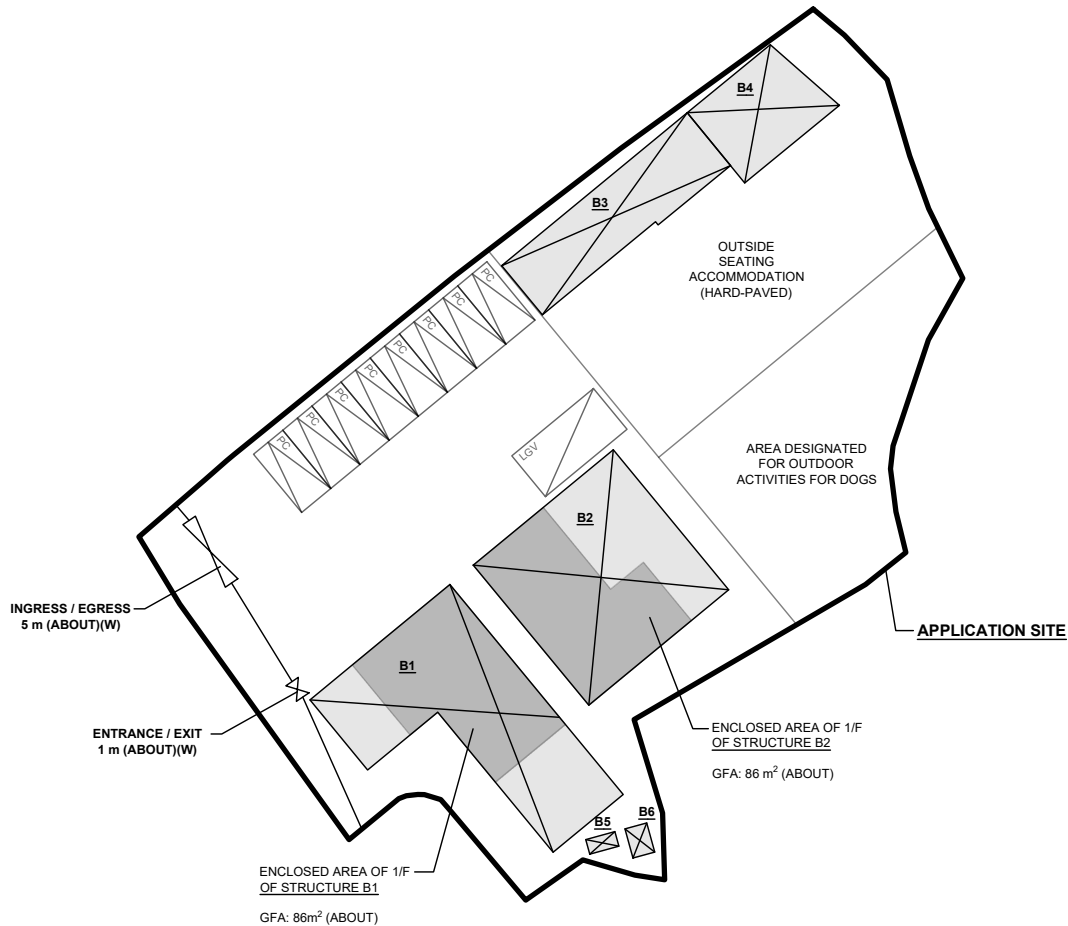 B4
B3
OUTSIDE
SEATING
ACCOMMODATION
(HARD-PAVED)
PC
PC
PC
PC
PC
PC
PC
PC
LGV
AREA DESIGNATED
FOR OUTDOOR
ACTIVITIES FOR DOGS
B2
INGRESS / EGRESS
5 m (ABOUT)(W)
APPLICATION SITE
B1
ENTRANCE / EXIT
1 m (ABOUT)(W)
ENCLOSED AREA OF 1/F
OF STRUCTURE B2
GFA: 86 m² (ABOUT)
B5
B6
ENCLOSED AREA OF 1/F
OF STRUCTURE B1
GFA: 86m² (ABOUT)